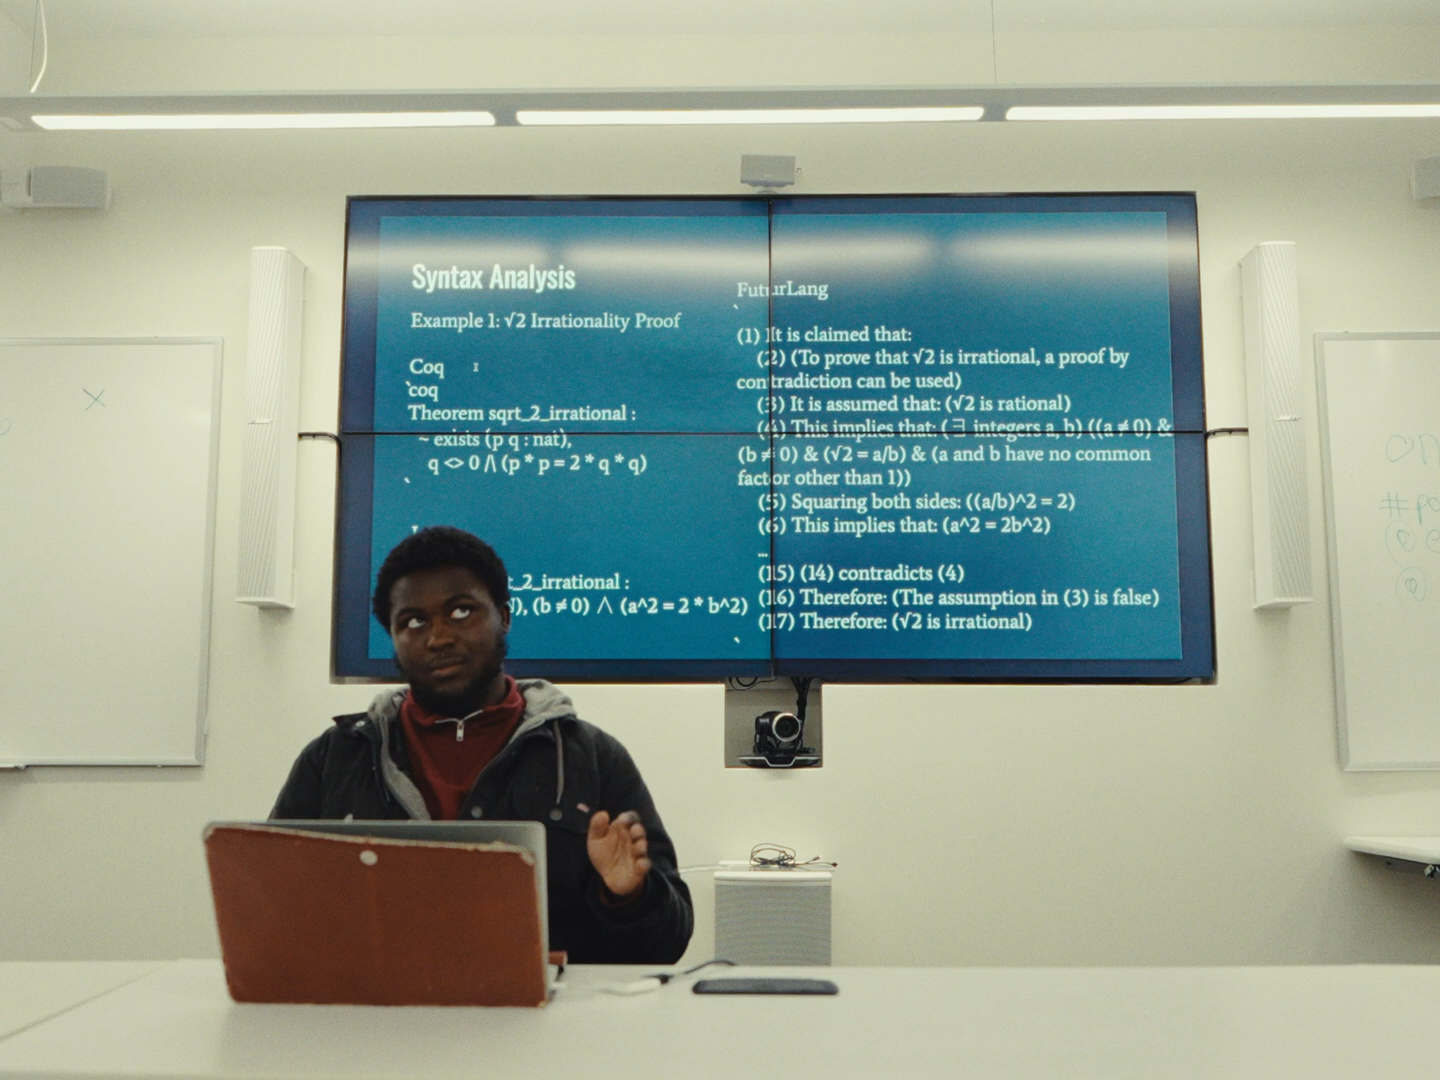 Syntax Analysis
Example 1: √2 Irrationality Proof
Coq
`coq
Theorem sqrt_2_irrational :
~ exists (p q : nat),
q <> 0 /\ (p * p = 2 * q * q)
`
t_2_irrational :
), (b ≠ 0) ∧ (a^2 = 2 * b^2)
`
FuturLang
`
(1) It is claimed that:
(2) (To prove that √2 is irrational, a proof by
contradiction can be used)
(3) It is assumed that: (√2 is rational)
(4) This implies that: (∃ integers a, b) ((a ≠ 0) &
(b ≠ 0) & (√2 = a/b) & (a and b have no common
factor other than 1))
(5) Squaring both sides: ((a/b)^2 = 2)
(6) This implies that: (a^2 = 2b^2)
...
(15) (14) contradicts (4)
(16) Therefore: (The assumption in (3) is false)
(17) Therefore: (√2 is irrational)
X
on
#po